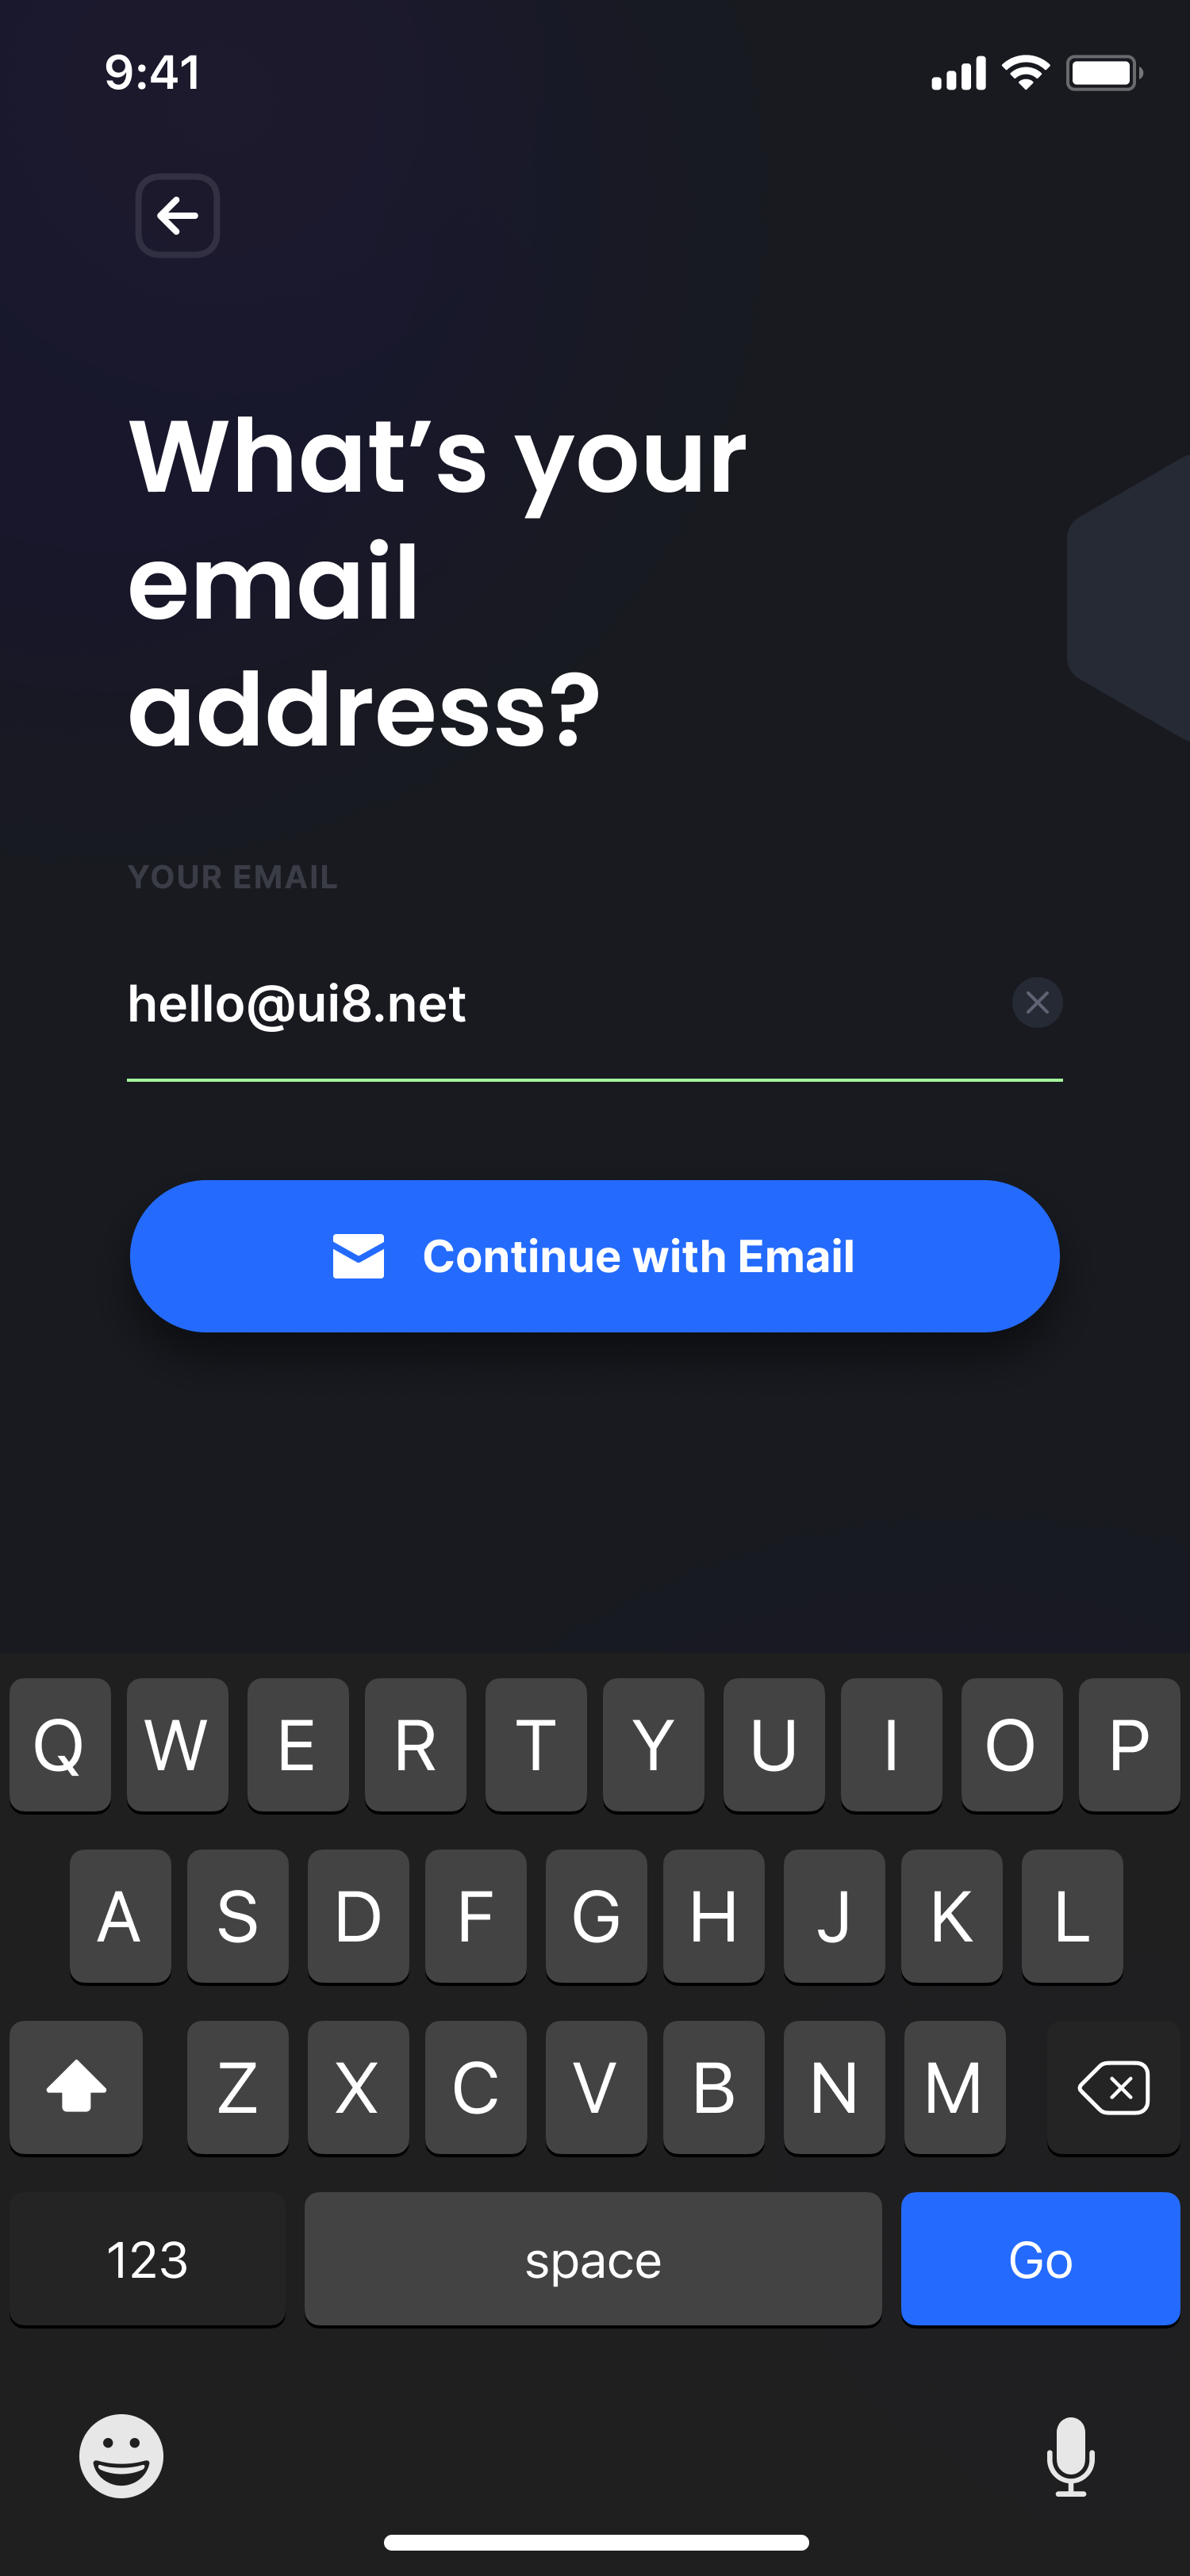 9:41
What’s your
email
address?
YOUR EMAIL
hello@ui8.net
Continue with Email
Q W E R T Y U I O P
A S D F G H J K L
Z X C V B N M
123 space Go